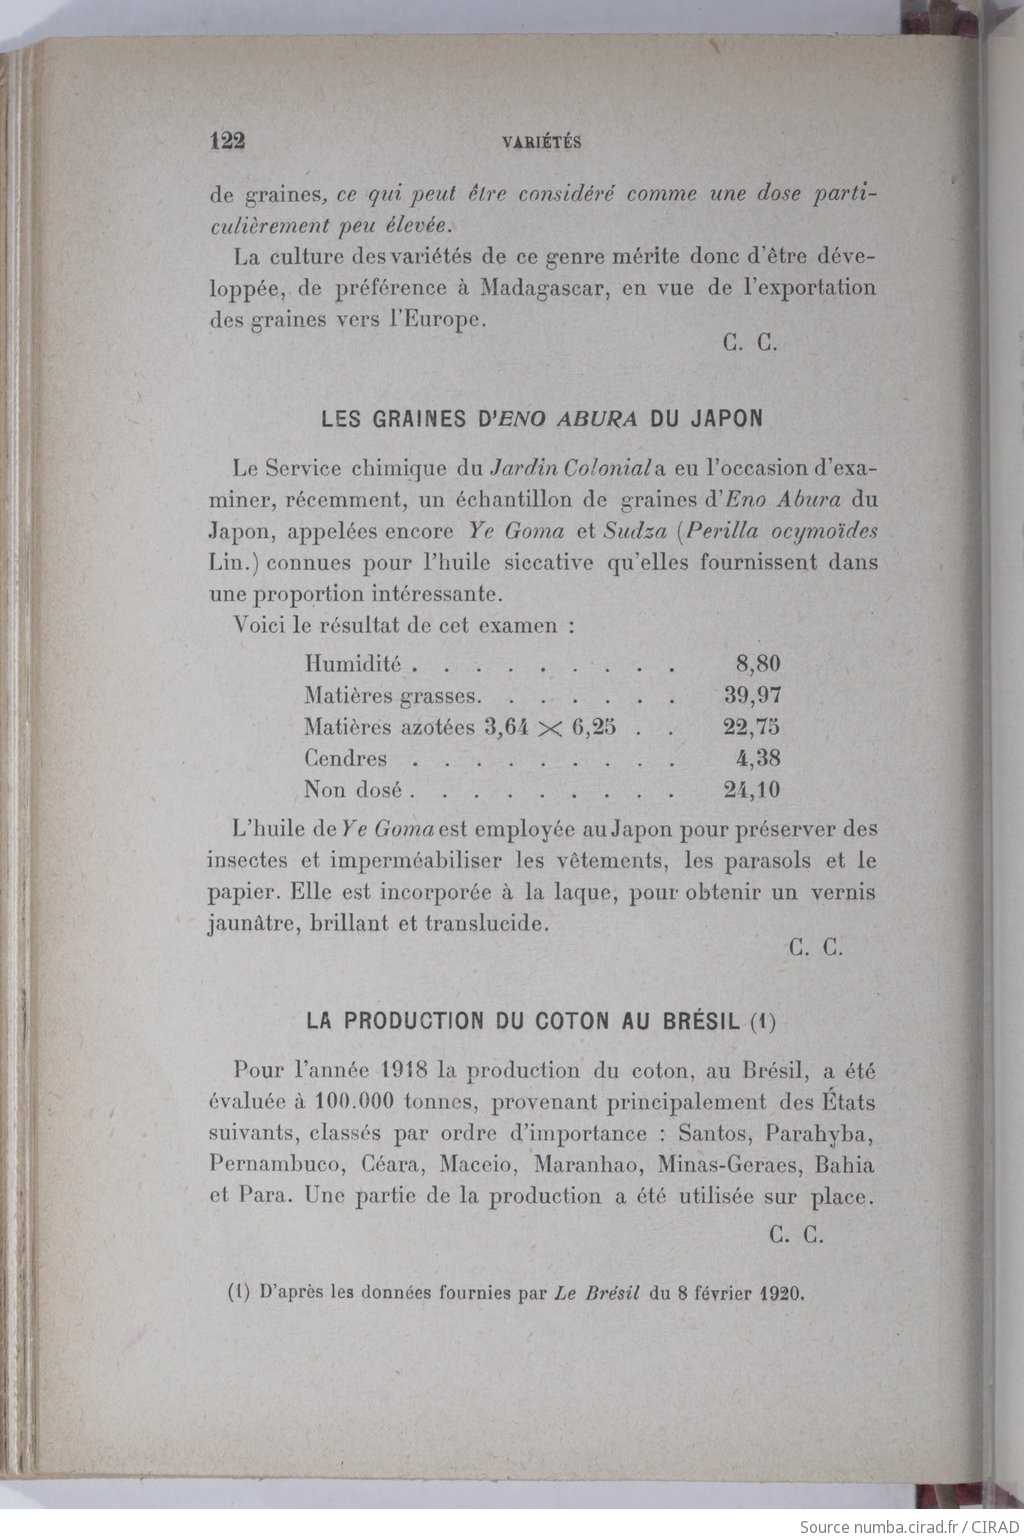 122 VARIÉTÉS
de graines, ce qui peut être considéré comme une dose parti-
culièrement peu élevée.
La culture des variétés de ce genre mérite donc d'être déve-
loppée, de préférence à Madagascar, en vue de l'exportation
des graines vers l'Europe.
C. C.
LES GRAINES D'ENO ABURA DU JAPON
Le Service chimique du Jardin Colonial a eu l'occasion d'exa-
miner, récemment, un échantillon de graines d'Eno Abura du
Japon, appelées encore Ye Goma et Sudza (Perilla ocymoïdes
Lin.) connues pour l'huile siccative qu'elles fournissent dans
une proportion intéressante.
Voici le résultat de cet examen :
Humidité . . . . . . . . . 8,80
Matières grasses. . . . . . . 39,97
Matières azotées 3,64 × 6,25 . . 22,75
Cendres . . . . . . . . . 4,38
Non dosé . . . . . . . . . 24,10
L'huile de Ye Goma est employée au Japon pour préserver des
insectes et imperméabiliser les vêtements, les parasols et le
papier. Elle est incorporée à la laque, pour obtenir un vernis
jaunâtre, brillant et translucide.
C. C.
LA PRODUCTION DU COTON AU BRÉSIL (1)
Pour l'année 1918 la production du coton, au Brésil, a été
évaluée à 100.000 tonnes, provenant principalement des États
suivants, classés par ordre d'importance : Santos, Parahyba,
Pernambuco, Céara, Maceio, Maranhao, Minas-Geraes, Bahia
et Para. Une partie de la production a été utilisée sur place.
C. C.
(1) D'après les données fournies par Le Brésil du 8 février 1920.
Source numba.cirad.fr / CIRAD